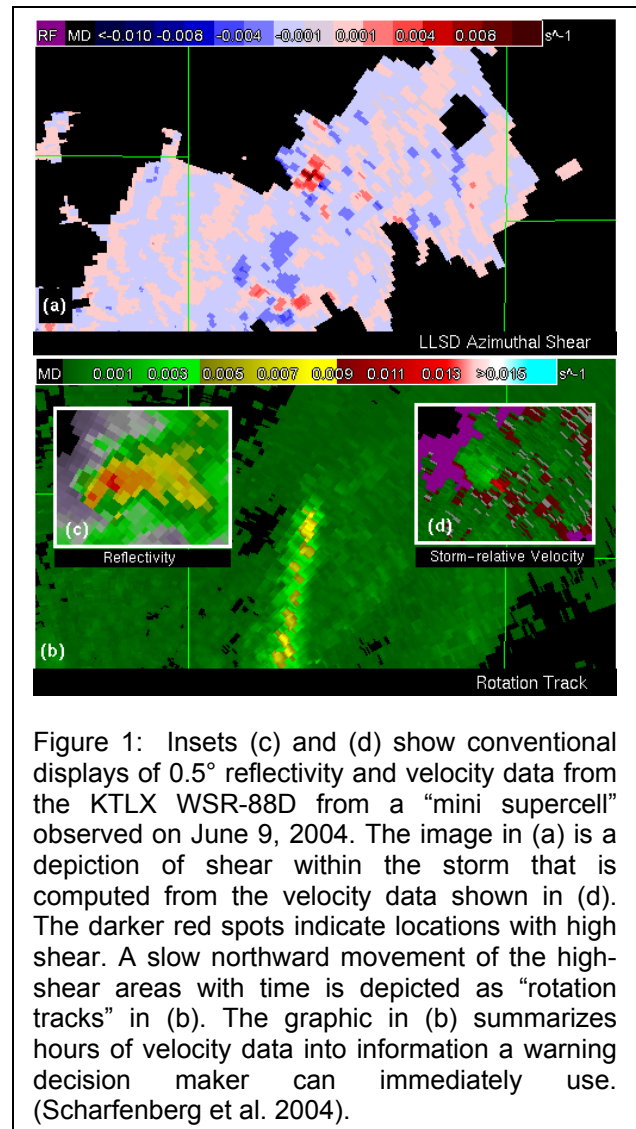 RF MD <-0.010 -0.008 -0.004 -0.001 0.001 0.004 0.008 s^-1
(a)
LLSD Azimuthal Shear
MD 0.001 0.003 0.005 0.007 0.009 0.011 0.013 >0.015 s^-1
(c)
Reflectivity
(d)
Storm-relative Velocity
(b)
Rotation Track
Figure 1: Insets (c) and (d) show conventional
displays of 0.5° reflectivity and velocity data from
the KTLX WSR-88D from a “mini supercell”
observed on June 9, 2004. The image in (a) is a
depiction of shear within the storm that is
computed from the velocity data shown in (d).
The darker red spots indicate locations with high
shear. A slow northward movement of the high-
shear areas with time is depicted as “rotation
tracks” in (b). The graphic in (b) summarizes
hours of velocity data into information a warning
decision maker can immediately use.
(Scharfenberg et al. 2004).